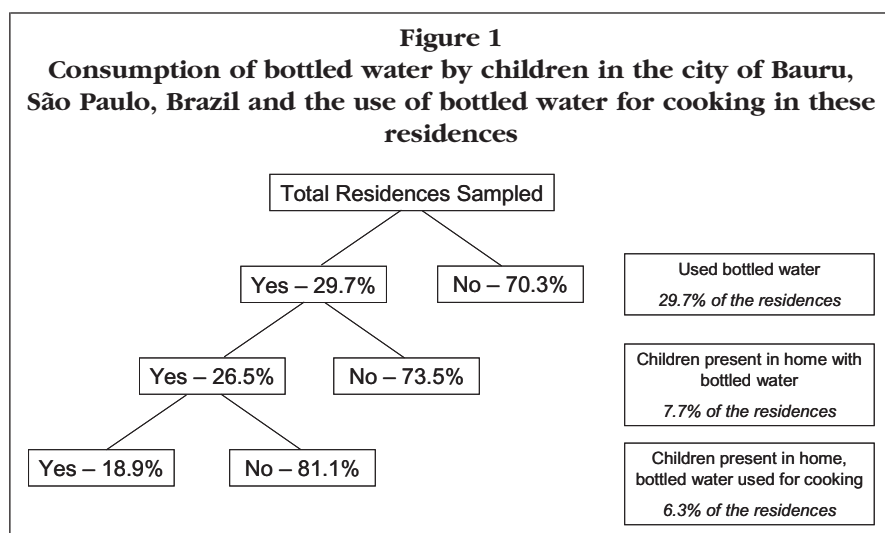 Figure 1
Consumption of bottled water by children in the city of Bauru,
São Paulo, Brazil and the use of bottled water for cooking in these
residences
Total Residences Sampled
Yes – 29.7%
No – 70.3%
Used bottled water
29.7% of the residences
Yes – 26.5%
No – 73.5%
Children present in home with
bottled water
7.7% of the residences
Yes – 18.9%
No – 81.1%
Children present in home,
bottled water used for cooking
6.3% of the residences